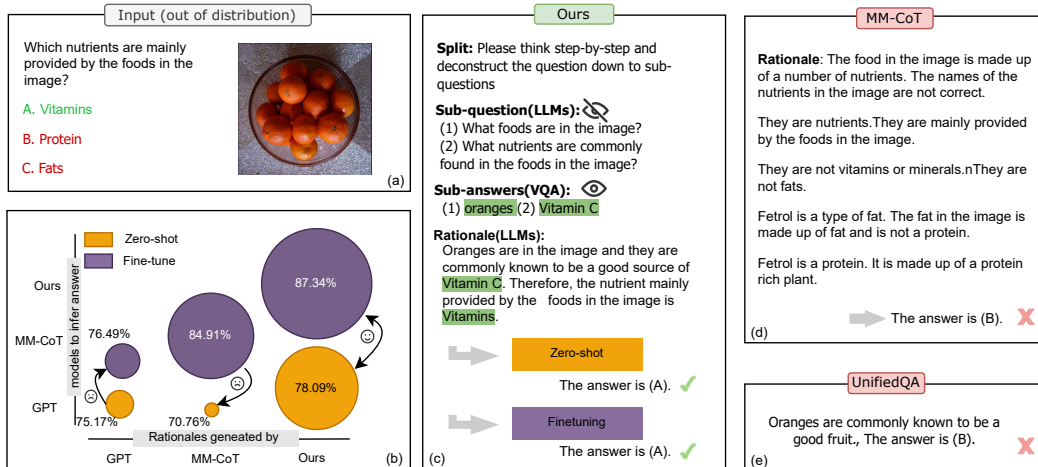 Input (out of distribution)
Which nutrients are mainly
provided by the foods in the
image?
A. Vitamins
B. Protein
C. Fats
(a)
Zero-shot
Fine-tune
models to infer answer
Ours
MM-CoT
GPT
87.34%
76.49%
84.91%
78.09%
75.17%
70.76%
Rationales geneated by
GPT
MM-CoT
Ours
(b)
Ours
Split: Please think step-by-step and
deconstruct the question down to sub-
questions
Sub-question(LLMs):
(1) What foods are in the image?
(2) What nutrients are commonly
found in the foods in the image?
Sub-answers(VQA):
(1) oranges (2) Vitamin C
Rationale(LLMs):
Oranges are in the image and they are
commonly known to be a good source of
Vitamin C. Therefore, the nutrient mainly
provided by the foods in the image is
Vitamins.
Zero-shot
The answer is (A).
Finetuning
The answer is (A).
(c)
MM-CoT
Rationale: The food in the image is made up
of a number of nutrients. The names of the
nutrients in the image are not correct.
They are nutrients.They are mainly provided
by the foods in the image.
They are not vitamins or minerals.nThey are
not fats.
Fetrol is a type of fat. The fat in the image is
made up of fat and is not a protein.
Fetrol is a protein. It is made up of a protein
rich plant.
The answer is (B).
(d)
UnifiedQA
Oranges are commonly known to be a
good fruit., The answer is (B).
(e)